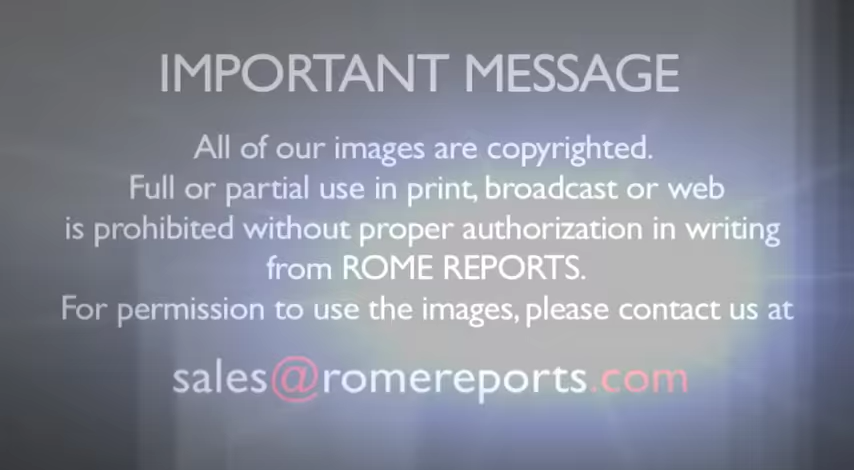 IMPORTANT MESSAGE
All of our images are copyrighted.
Full or partial use in print, broadcast or web
is prohibited without proper authorization in writing
from ROME REPORTS.
For permission to use the images, please contact us at
sales@romereports.com